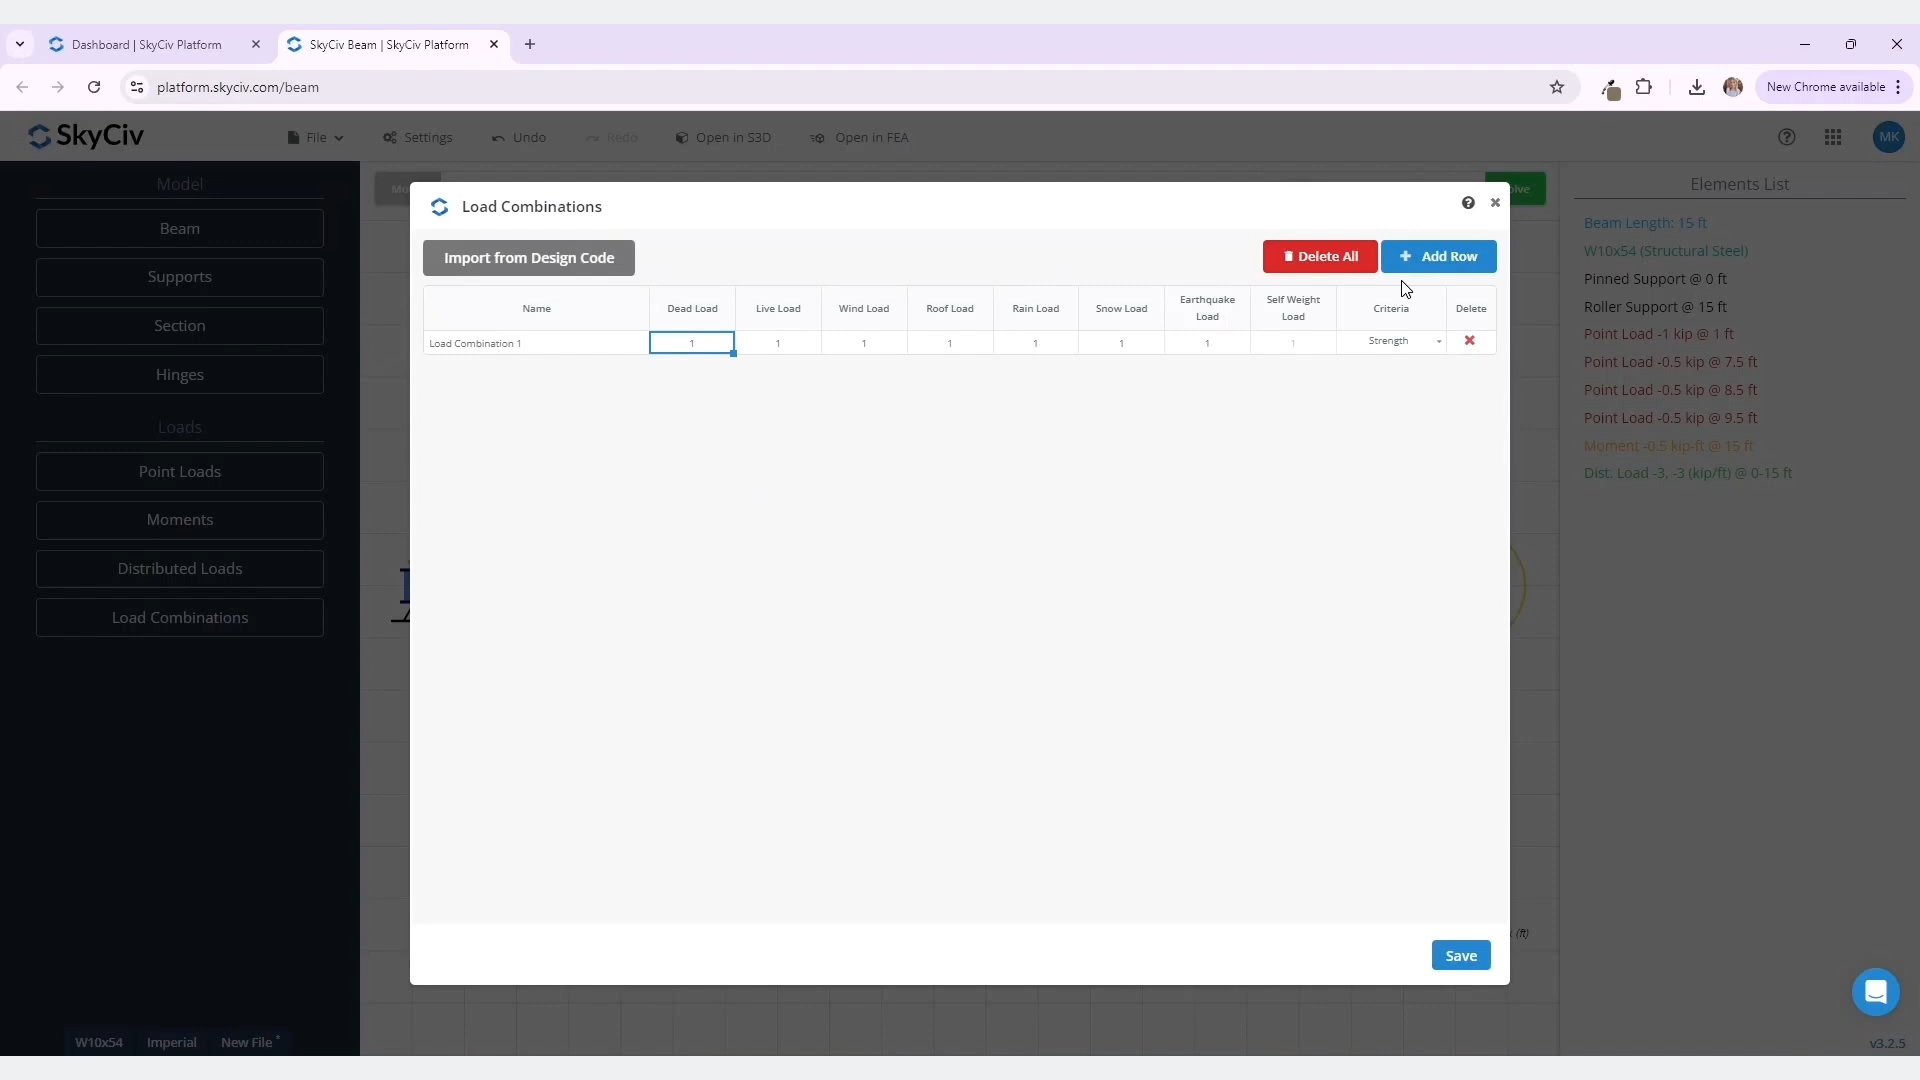 Dashboard | SkyCiv Platform
SkyCiv Beam | SkyCiv Platform
platform.skyciv.com/beam
New Chrome available
SkyCiv
File
Settings
Undo
Redo
Open in S3D
Open in FEA
MK
Model
Beam
Supports
Section
Hinges
Loads
Point Loads
Moments
Distributed Loads
Load Combinations
W10x54 Imperial New File *
Load Combinations
Import from Design Code
Delete All
+ Add Row
Name Dead Load Live Load Wind Load Roof Load Rain Load Snow Load Earthquake Load Self Weight Load Criteria Delete
Load Combination 1 1 1 1 1 1 1 1 1 Strength
Save
(ft)
Elements List
Beam Length: 15 ft
W10x54 (Structural Steel)
Pinned Support @ 0 ft
Roller Support @ 15 ft
Point Load -1 kip @ 1 ft
Point Load -0.5 kip @ 7.5 ft
Point Load -0.5 kip @ 8.5 ft
Point Load -0.5 kip @ 9.5 ft
Moment -0.5 kip-ft @ 15 ft
Dist. Load -3, -3 (kip/ft) @ 0-15 ft
v3.2.5